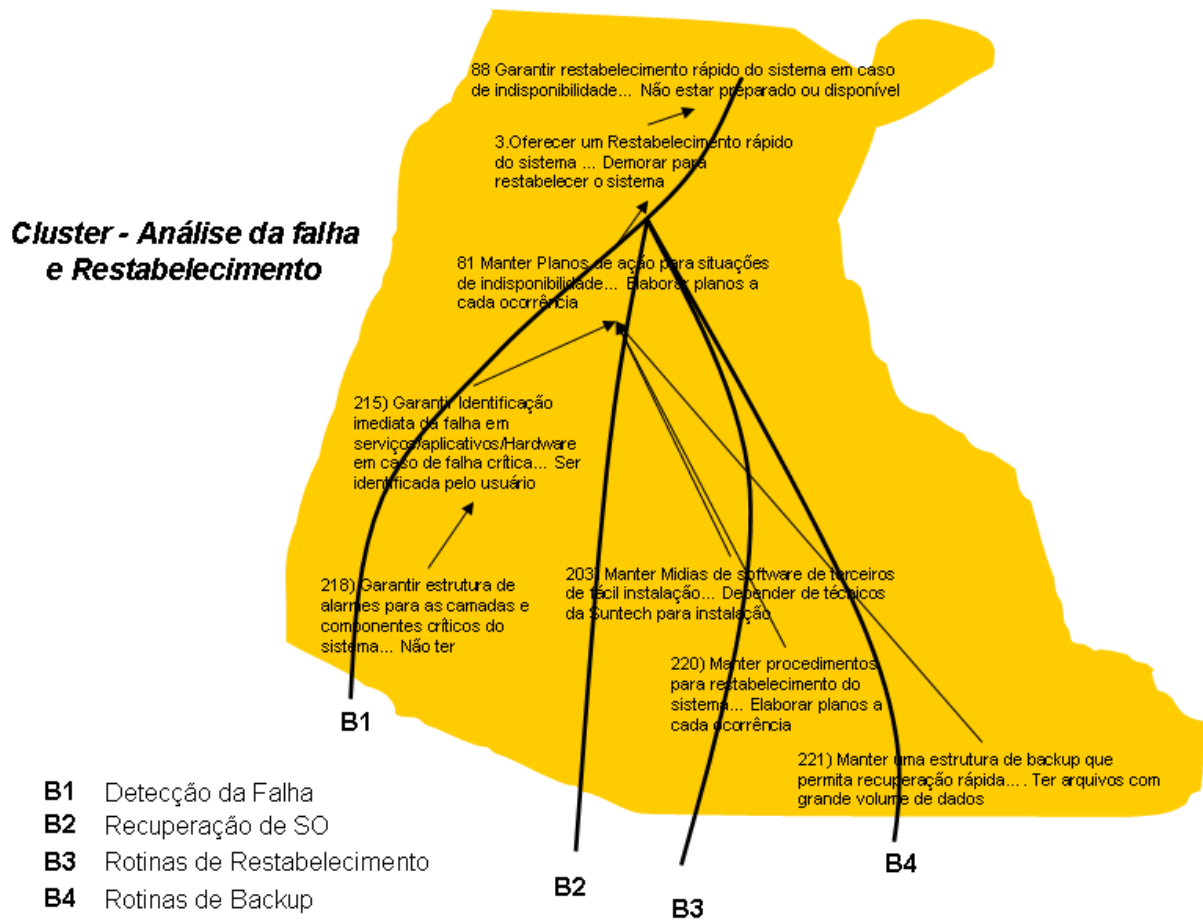 88 Garantir restabelecimento rápido do sistema em caso
de indisponibilidade... Não estar preparado ou disponível
3.Oferecer um Restabelecimento rápido
do sistema ... Demorar para
restabelecer o sistema
Cluster - Análise da falha
e Restabelecimento
81 Manter Planos de ação para situações
de indisponibilidade... Elaborar planos a
cada ocorrência
215) Garantir Identificação
imediata da falha em
serviços/aplicativos/Hardware
em caso de falha crítica... Ser
identificada pelo usuário
218) Garantir estrutura de
alarmes para as camadas e
componentes críticos do
sistema... Não ter
203) Manter Midias de software de terceiros
de fácil instalação... Depender de técnicos
da Suntech para instalação
220) Manter procedimentos
para restabelecimento do
sistema... Elaborar planos a
cada ocorrência
221) Manter uma estrutura de backup que
permita recuperação rápida... . Ter arquivos com
grande volume de dados
B1
B2
B3
B4
B1 Detecção da Falha
B2 Recuperação de SO
B3 Rotinas de Restabelecimento
B4 Rotinas de Backup